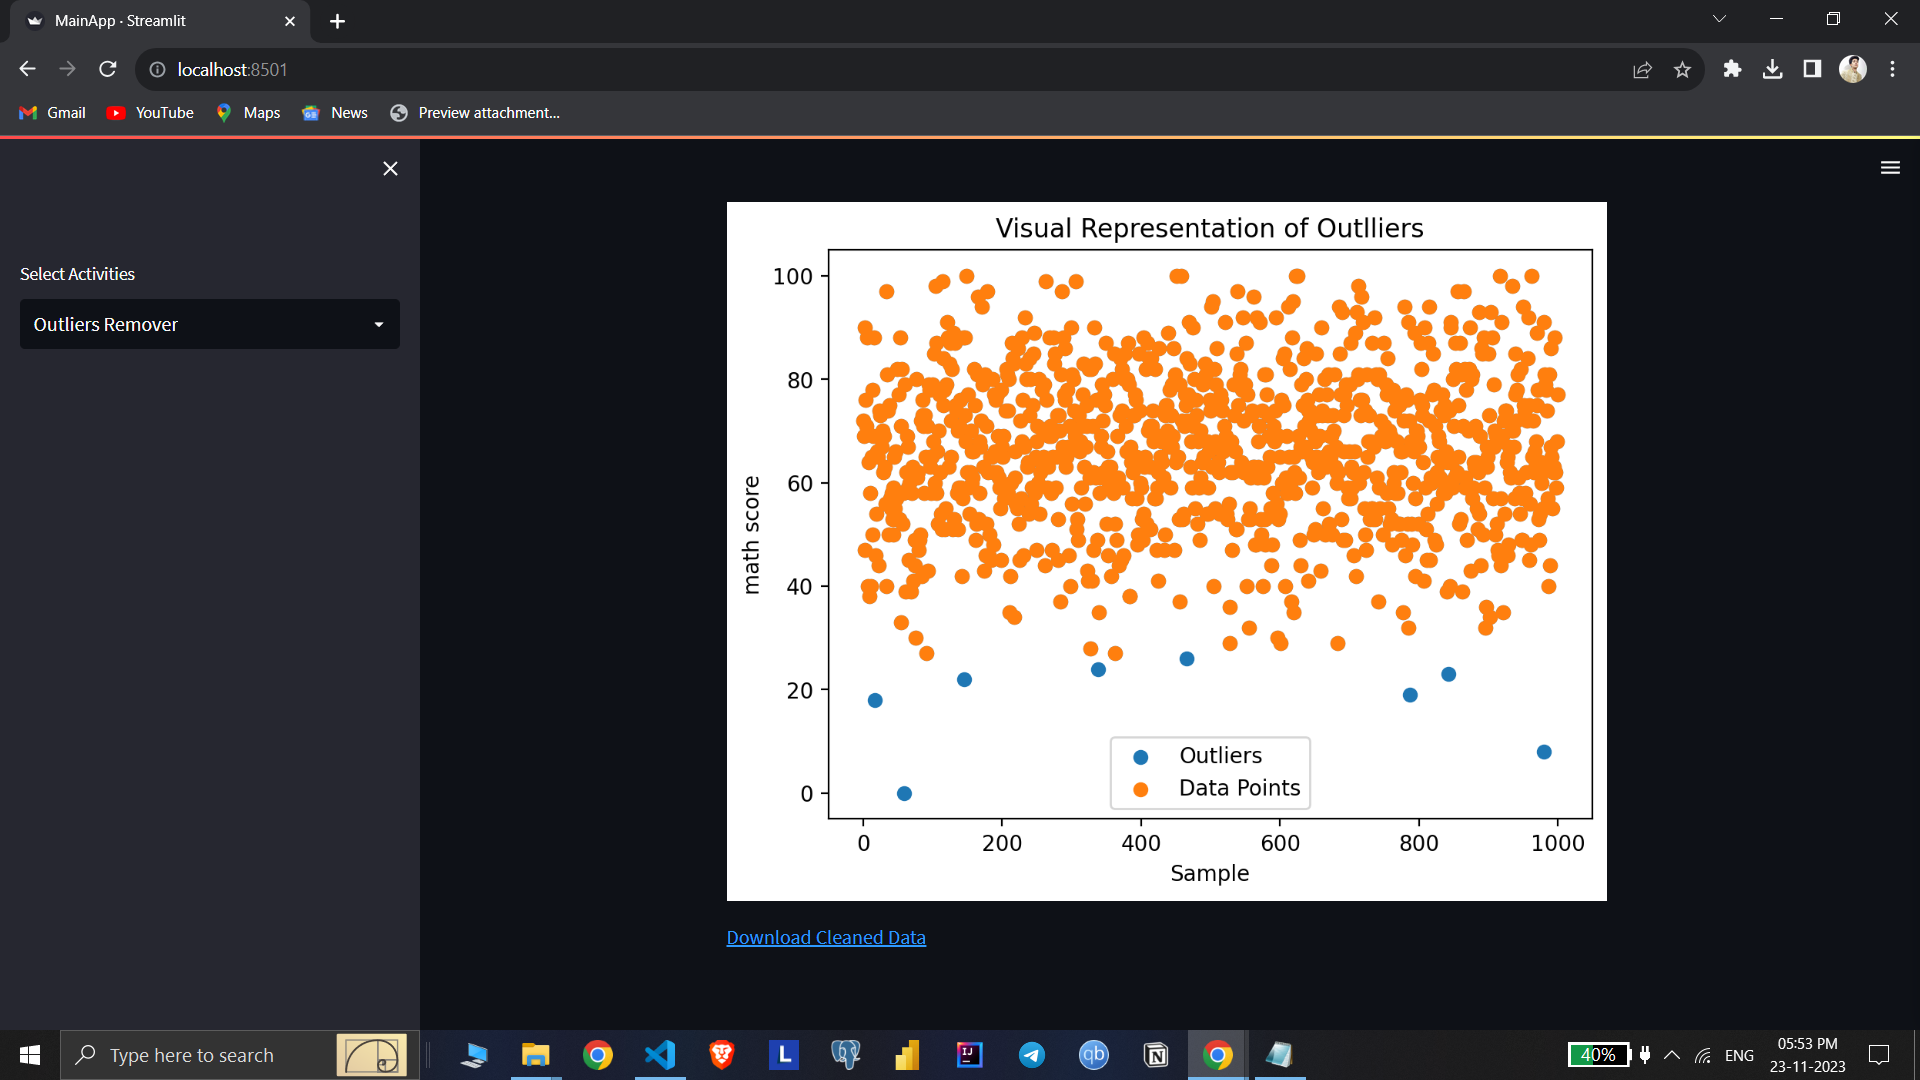 MainApp · Streamlit
localhost:8501
Gmail
YouTube
Maps
News
Preview attachment...
Select Activities
Outliers Remover
Visual Representation of Outlliers
100
80
60
40
20
0
math score
Outliers
Data Points
0 200 400 600 800 1000
Sample
Download Cleaned Data
Type here to search
L
IJ
qb
N
40%
ENG
05:53 PM
23-11-2023